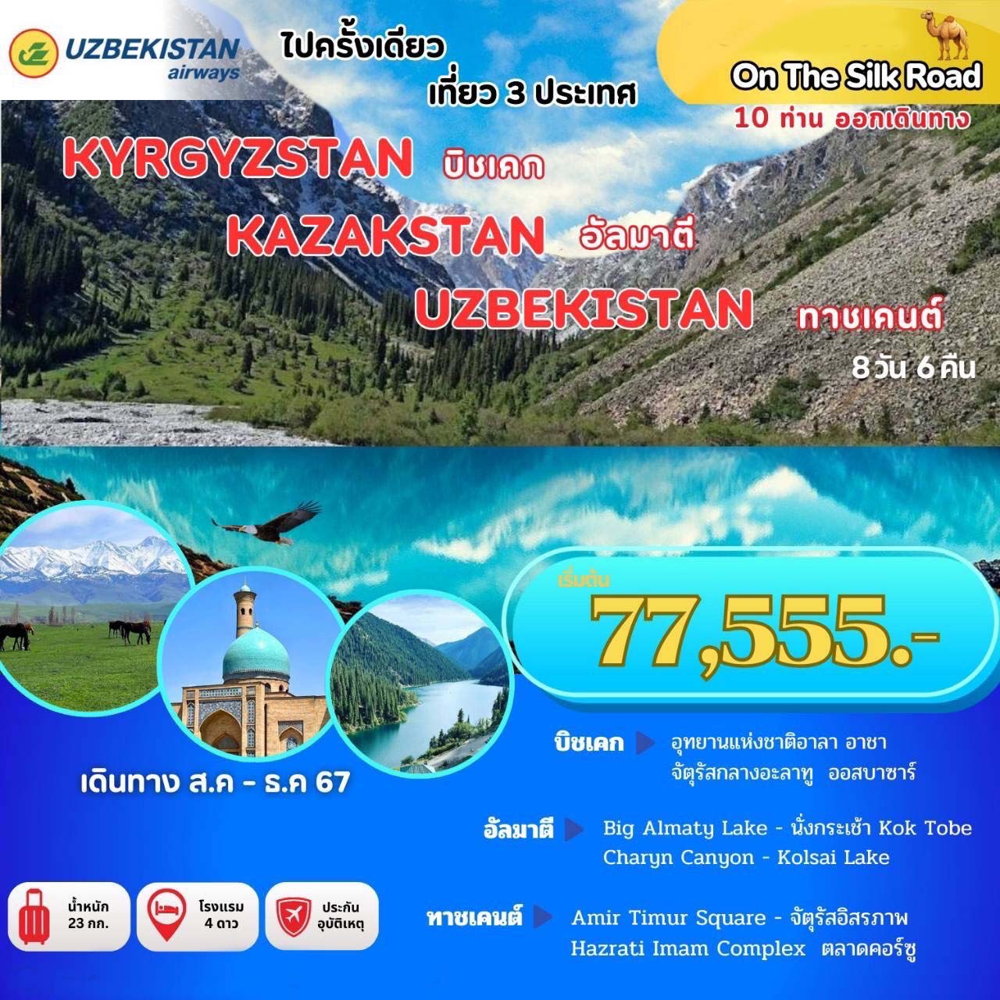 UZBEKISTAN
airways
ไปครั้งเดียว
เที่ยว 3 ประเทศ
On The Silk Road
10 ท่าน ออกเดินทาง
KYRGYZSTAN บิชเคก
KAZAKSTAN อัลมาตี
UZBEKISTAN ทาชเคนต์
8 วัน 6 คืน
เริ่มต้น
77,555.-
เดินทาง ส.ค - ธ.ค 67
บิชเคก อุทยานแห่งชาติอาลา อาชา
จัตุรัสกลางอะลาทู ออสบาซาร์
อัลมาตี Big Almaty Lake - นั่งกระเช้า Kok Tobe
Charyn Canyon - Kolsai Lake
ทาชเคนต์ Amir Timur Square - จัตุรัสอิสรภาพ
Hazrati Imam Complex ตลาดคอร์ซู
น้ำหนัก
23 กก.
โรงแรม
4 ดาว
ประกัน
อุบัติเหตุ